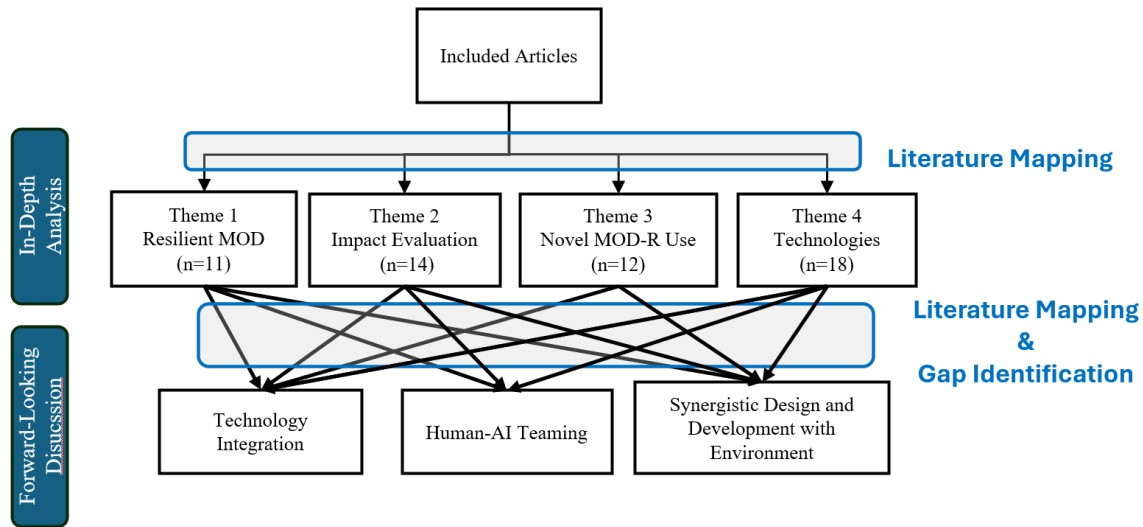 Included Articles
In-Depth
Analysis
Literature Mapping
Theme 1
Resilient MOD
(n=11)
Theme 2
Impact Evaluation
(n=14)
Theme 3
Novel MOD-R Use
(n=12)
Theme 4
Technologies
(n=18)
Literature Mapping
&
Gap Identification
Forward-Looking
Disucssion
Technology
Integration
Human-AI Teaming
Synergistic Design and
Development with
Environment